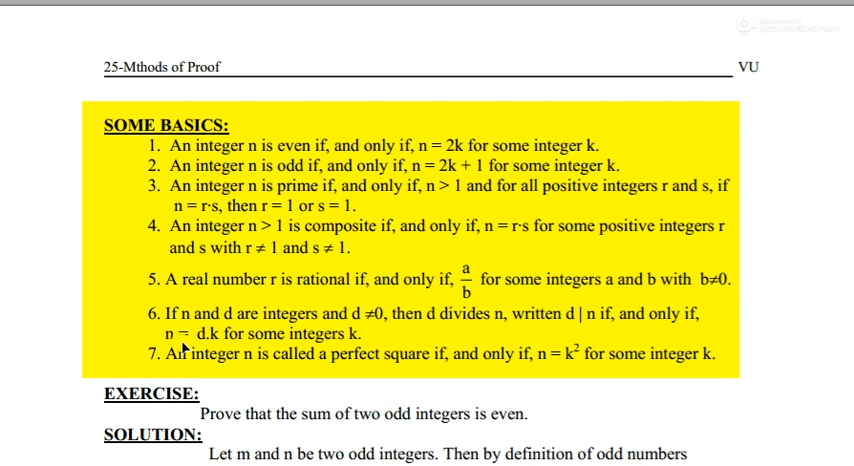 Screen Recorder
25-Mthods of Proof VU
SOME BASICS:
1. An integer n is even if, and only if, n = 2k for some integer k.
2. An integer n is odd if, and only if, n = 2k + 1 for some integer k.
3. An integer n is prime if, and only if, n > 1 and for all positive integers r and s, if
n = r·s, then r = 1 or s = 1.
4. An integer n > 1 is composite if, and only if, n = r·s for some positive integers r
and s with r ≠ 1 and s ≠ 1.
5. A real number r is rational if, and only if, a/b for some integers a and b with b≠0.
6. If n and d are integers and d ≠0, then d divides n, written d | n if, and only if,
n = d.k for some integers k.
7. An integer n is called a perfect square if, and only if, n = k² for some integer k.
EXERCISE:
Prove that the sum of two odd integers is even.
SOLUTION:
Let m and n be two odd integers. Then by definition of odd numbers